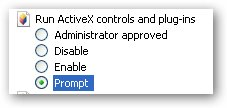 Run ActiveX controls and plug-ins
Administrator approved
Disable
Enable
Prompt